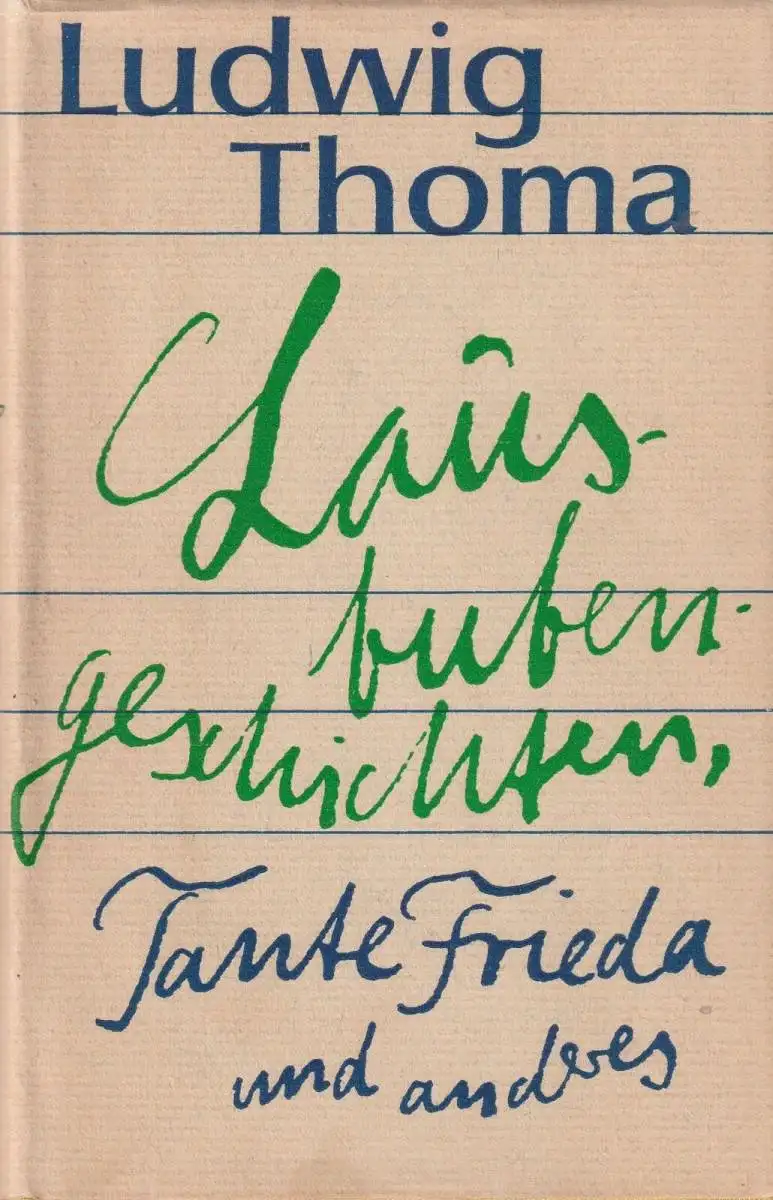 Ludwig
Thoma
Laus-
buben-
geschichten,
Tante Frieda
und anderes